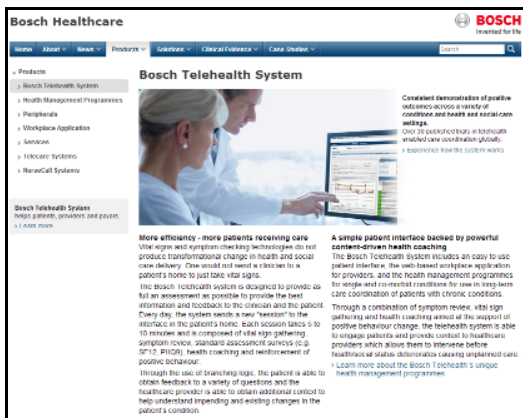 Bosch Healthcare
BOSCH
Invented for life
Home About News Products Solutions Clinical Evidence Case Studies
Search
Products
Bosch Telehealth System
Health Management Programmes
Peripherals
Workplace Application
Services
Telecare Systems
NurseCall Systems
Bosch Telehealth System
helps patients, providers and payors.
Learn more
Bosch Telehealth System
Consistent demonstration of positive
outcomes across a variety of
conditions and health and social care
settings.
Over 30 published trials in telehealth
enabled care coordination globally.
Experience how the system works
More efficiency - more patients receiving care
Vital signs and symptom checking technologies do not
produce transformational change in health and social
care delivery. One would not send a clinician to a
patient's home to just take vital signs.
The Bosch Telehealth system is designed to provide as
full an assessment as possible to provide the best
information and feedback to the clinician and the patient.
Every day, the system sends a new "session" to the
interface in the patient's home. Each session takes 5 to
10 minutes and is composed of vital sign gathering,
symptom review, standard assessment surveys (e.g.
SF12, PHQ9), health coaching and reinforcement of
positive behaviour.
Through the use of branching logic, the patient is able to
obtain feedback to a variety of questions and the
healthcare provider is able to obtain additional context to
help understand impending and existing changes in the
patient's condition.
A simple patient interface backed by powerful
content-driven health coaching
The Bosch Telehealth System includes an easy to use
patient interface, the web-based workplace application
for providers, and the health management programmes
for single and co-morbid conditions for use in long-term
care coordination of patients with chronic conditions.
Through a combination of symptom review, vital sign
gathering and health coaching aimed at the support of
positive behaviour change, the telehealth system is able
to engage patients and provide context to healthcare
providers which allows them to intervene before
health/social status deteriorates causing unplanned care.
Learn more about the Bosch Telehealth's unique
health management programmes